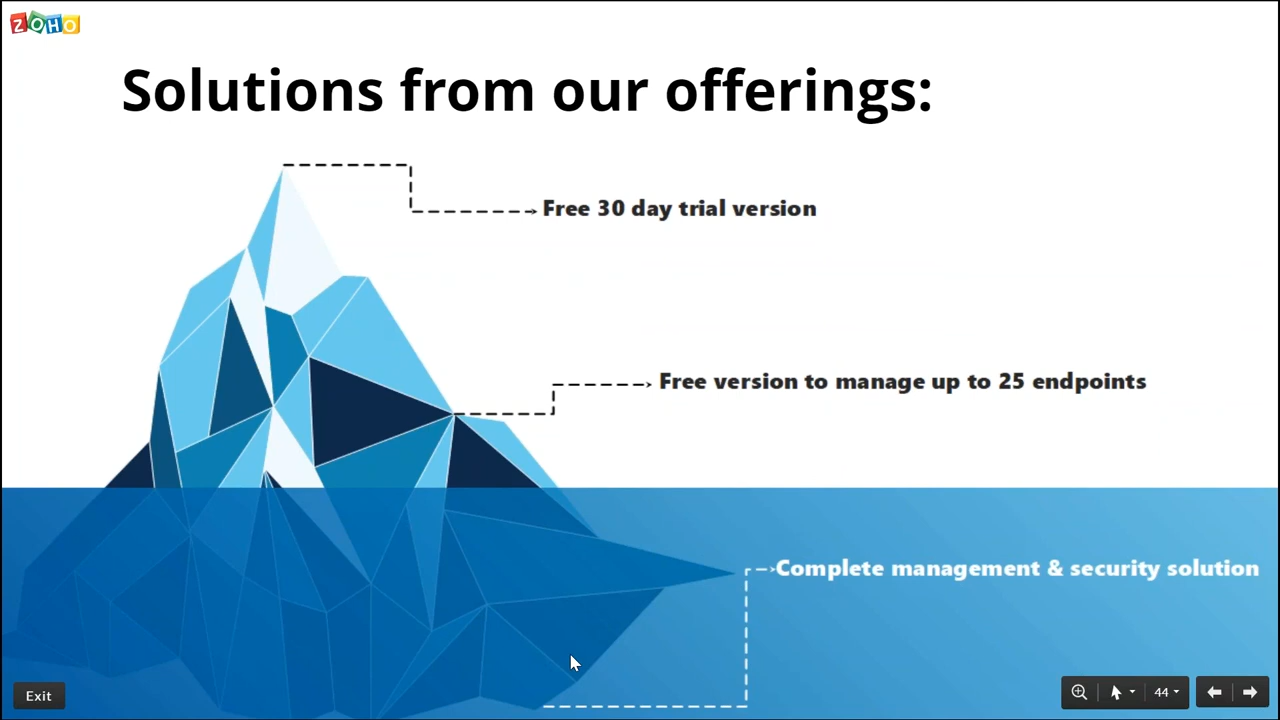 ZOHO
Solutions from our offerings:
Free 30 day trial version
Free version to manage up to 25 endpoints
Complete management & security solution
Exit
44